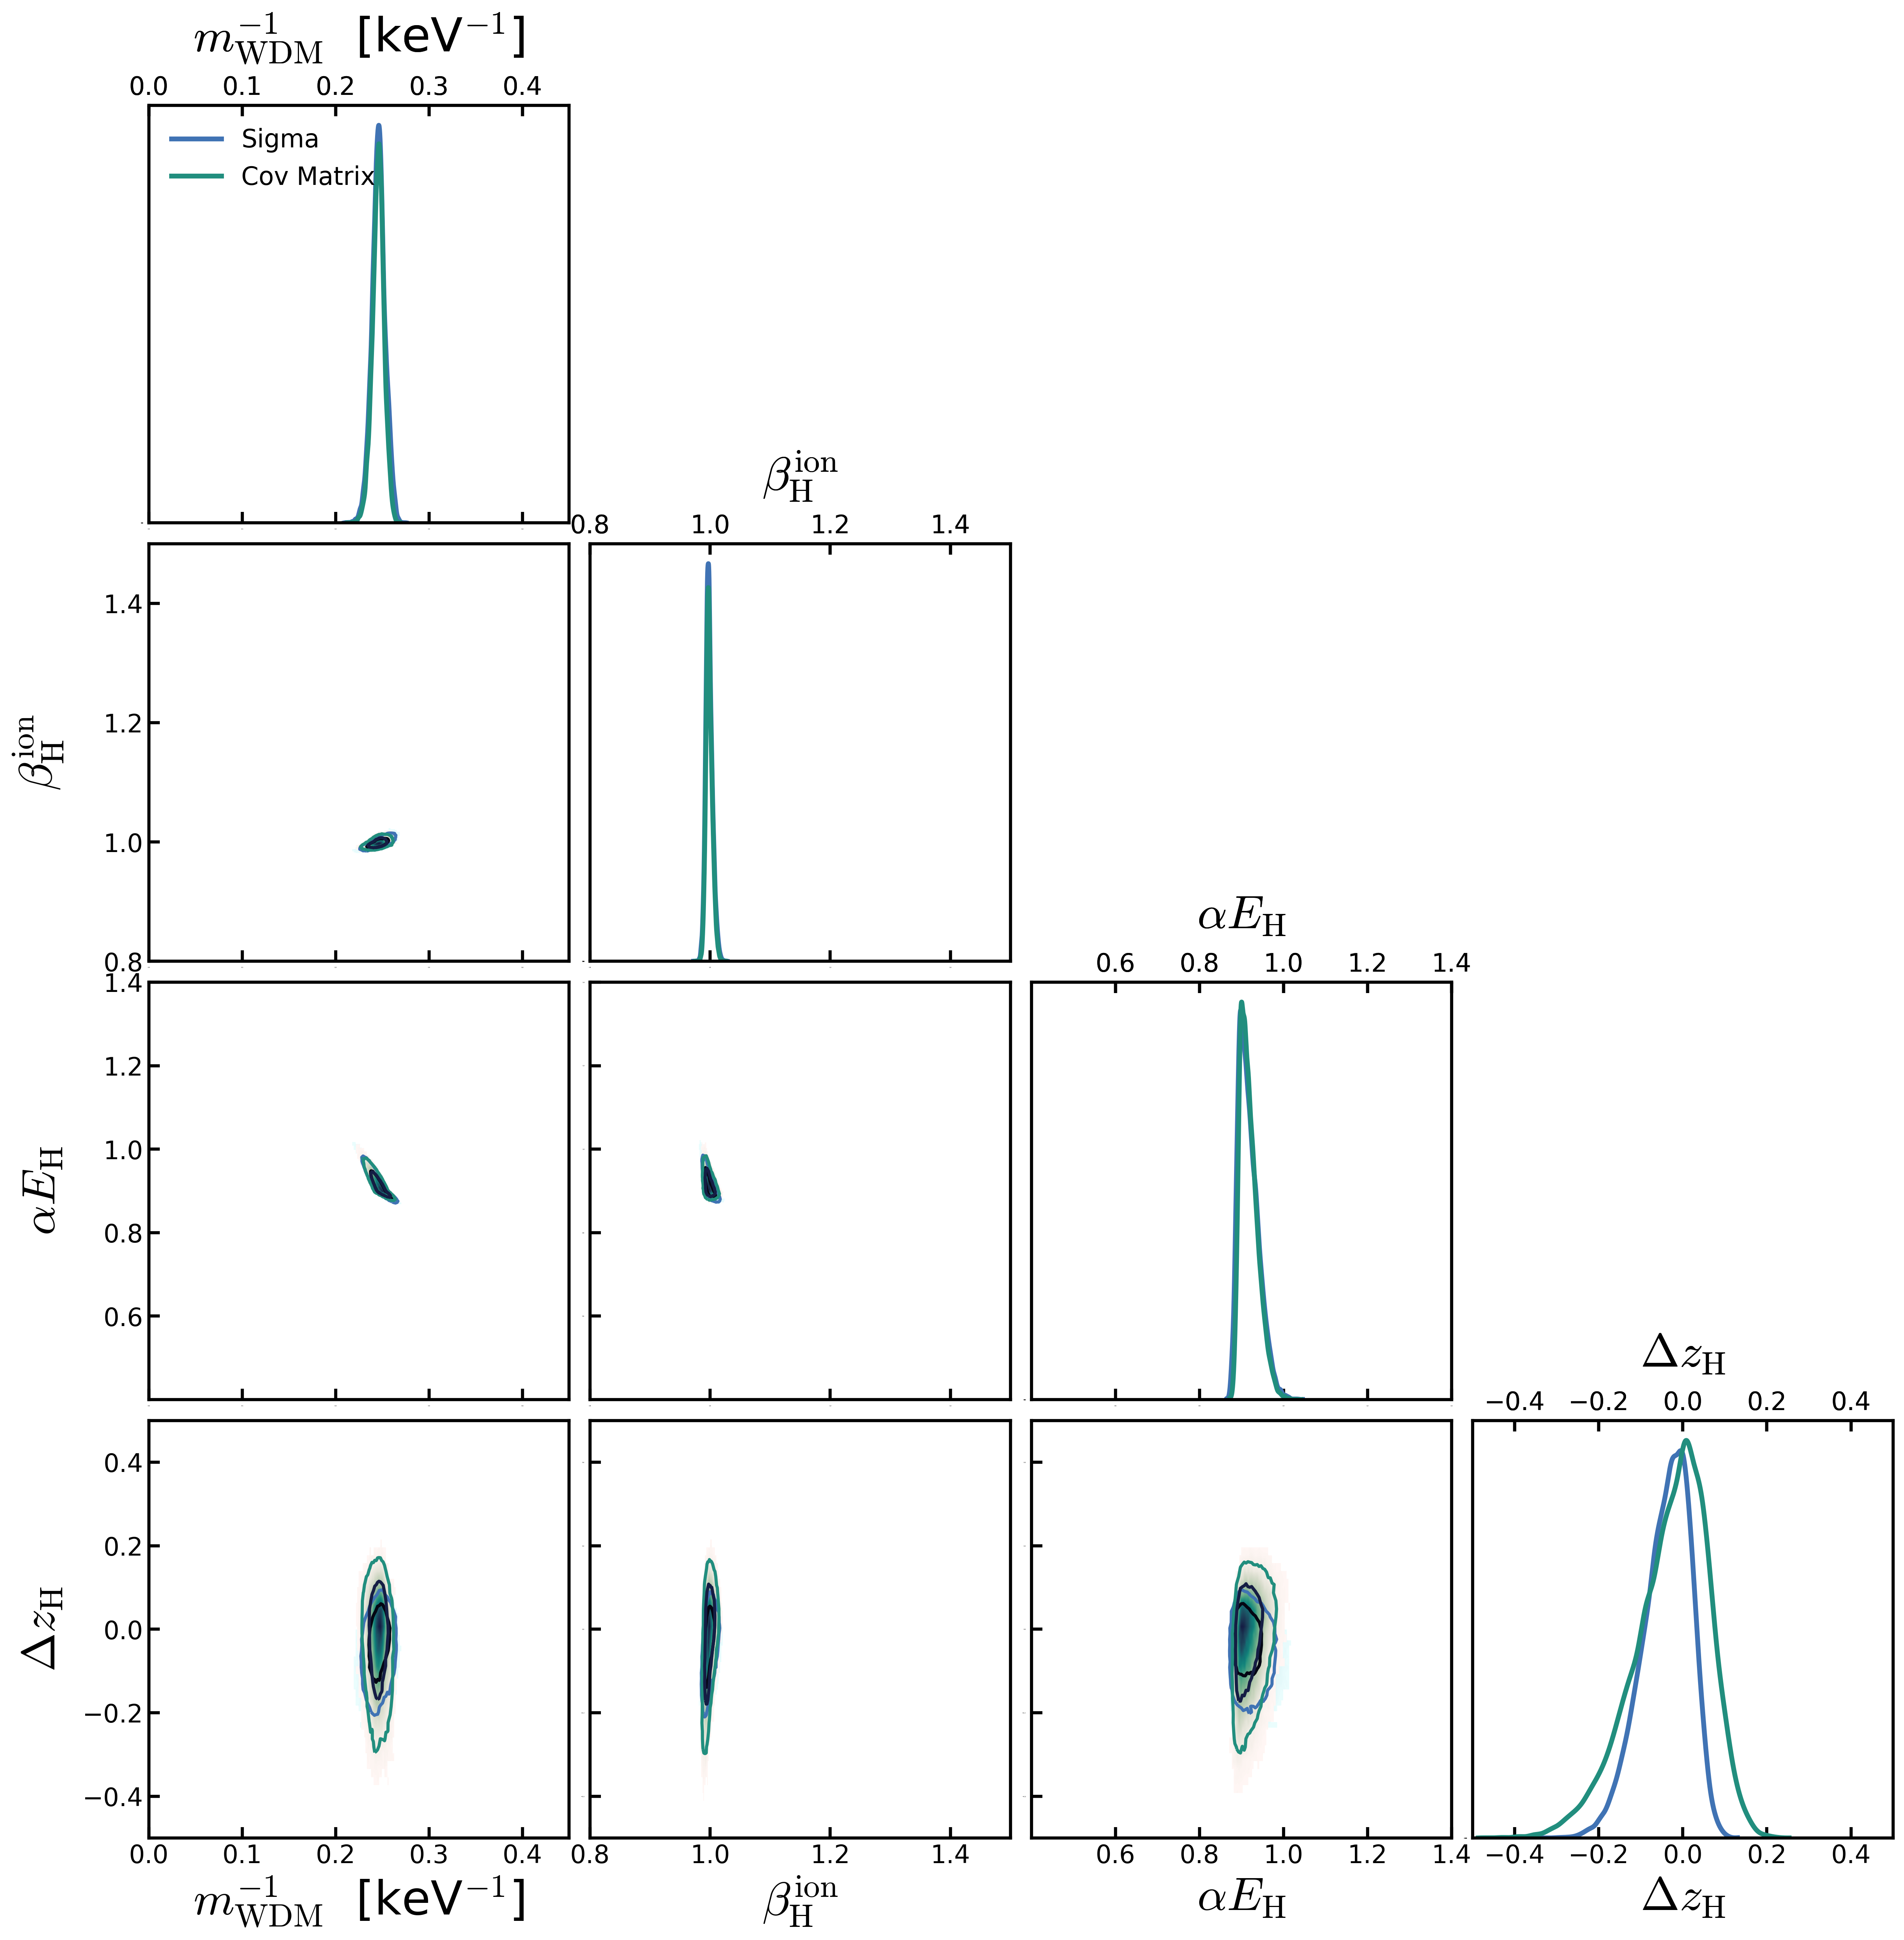 m_WDM^−1 [keV^−1]
0.0 0.1 0.2 0.3 0.4
Sigma
Cov Matrix
β_H^ion
0.8 1.0 1.2 1.4
β_H^ion
1.4
1.2
1.0
0.8
αE_H
0.6 0.8 1.0 1.2 1.4
αE_H
1.4
1.2
1.0
0.8
0.6
Δz_H
−0.4 −0.2 0.0 0.2 0.4
Δz_H
0.4
0.2
0.0
−0.2
−0.4
0.0 0.1 0.2 0.3 0.4 0.8 1.0 1.2 1.4 0.6 0.8 1.0 1.2 1.4 −0.4 −0.2 0.0 0.2 0.4
m_WDM^−1 [keV^−1] β_H^ion αE_H Δz_H